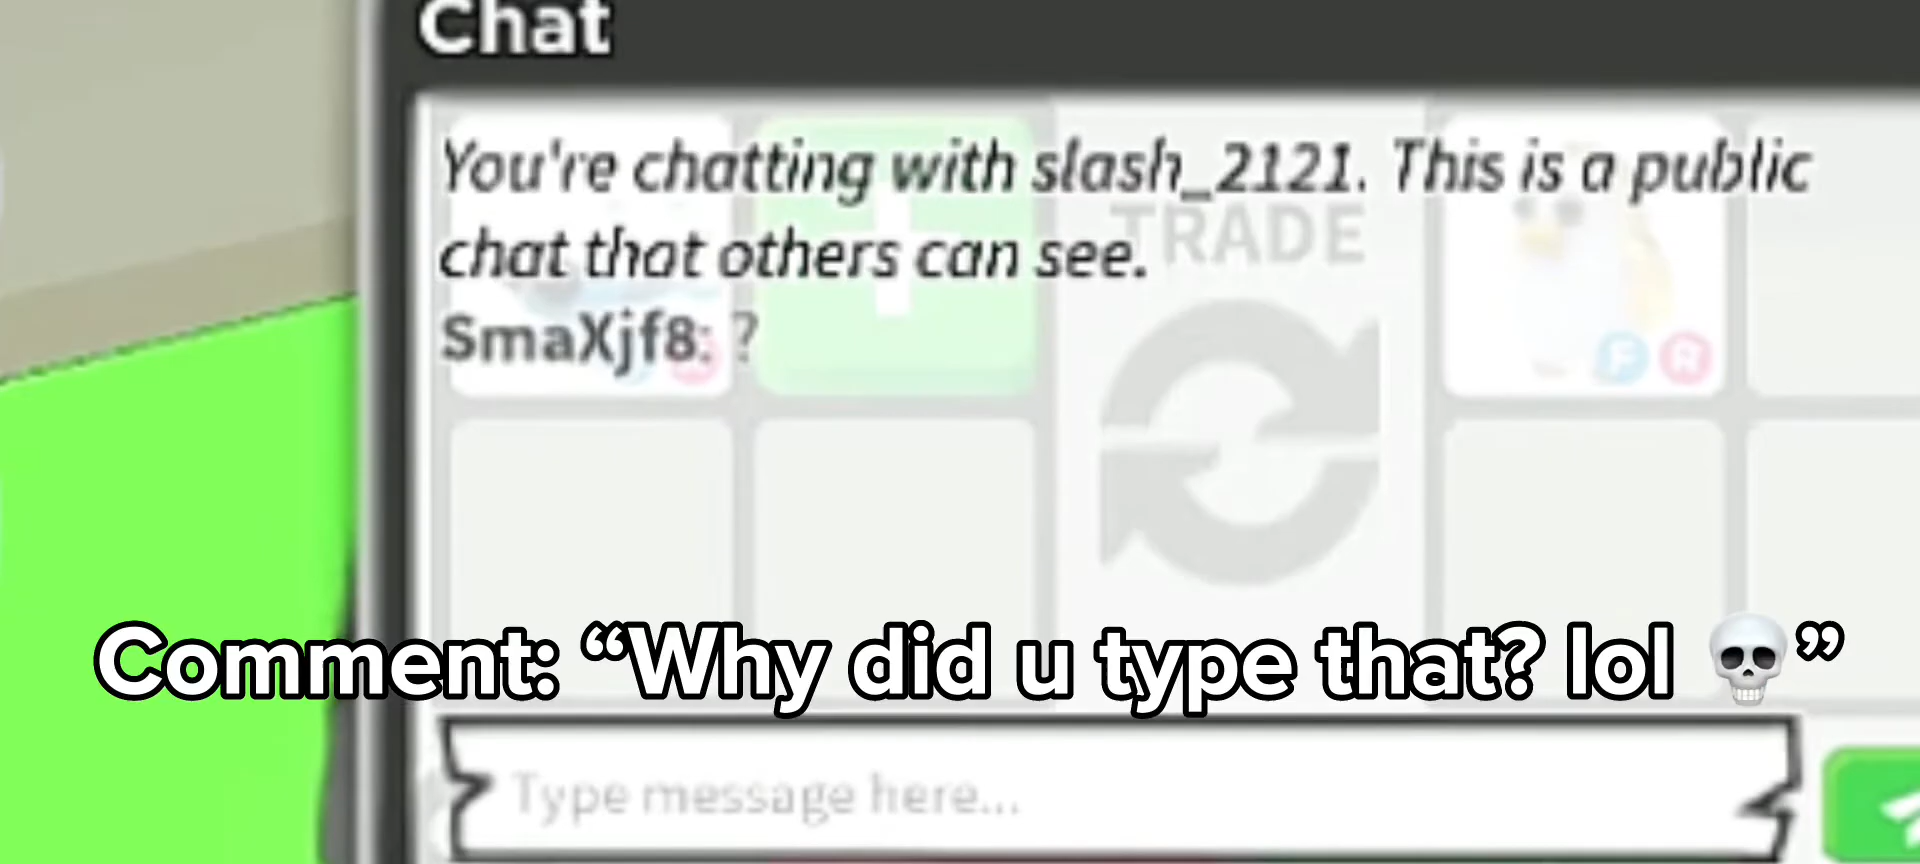 Chat
You're chatting with slash_2121. This is a public
chat that others can see.
TRADE
SmaXjf8: ?
F R
Comment: “Why did u type that? lol 💀”
Type message here...